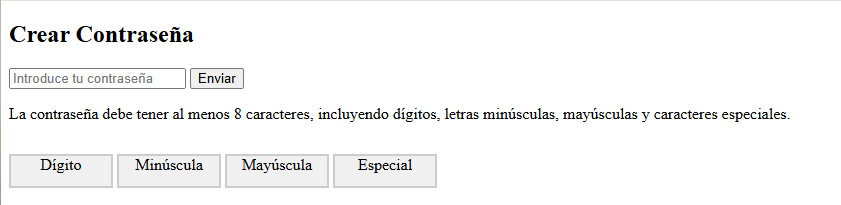 Crear Contraseña
Introduce tu contraseña Enviar
La contraseña debe tener al menos 8 caracteres, incluyendo dígitos, letras minúsculas, mayúsculas y caracteres especiales.
Dígito Minúscula Mayúscula Especial